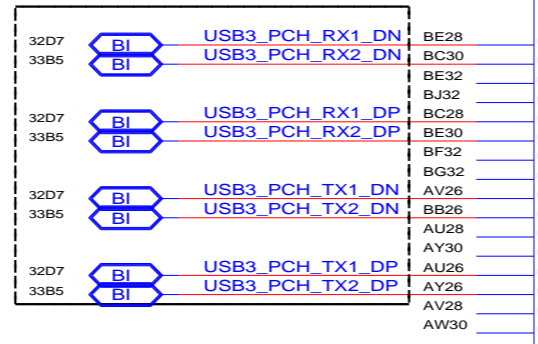 32D7 BI USB3_PCH_RX1_DN BE28
33B5 BI USB3_PCH_RX2_DN BC30
BE32
BJ32
32D7 BI USB3_PCH_RX1_DP BC28
33B5 BI USB3_PCH_RX2_DP BE30
BF32
BG32
32D7 BI USB3_PCH_TX1_DN AV26
33B5 BI USB3_PCH_TX2_DN BB26
AU28
AY30
32D7 BI USB3_PCH_TX1_DP AU26
33B5 BI USB3_PCH_TX2_DP AY26
AV28
AW30